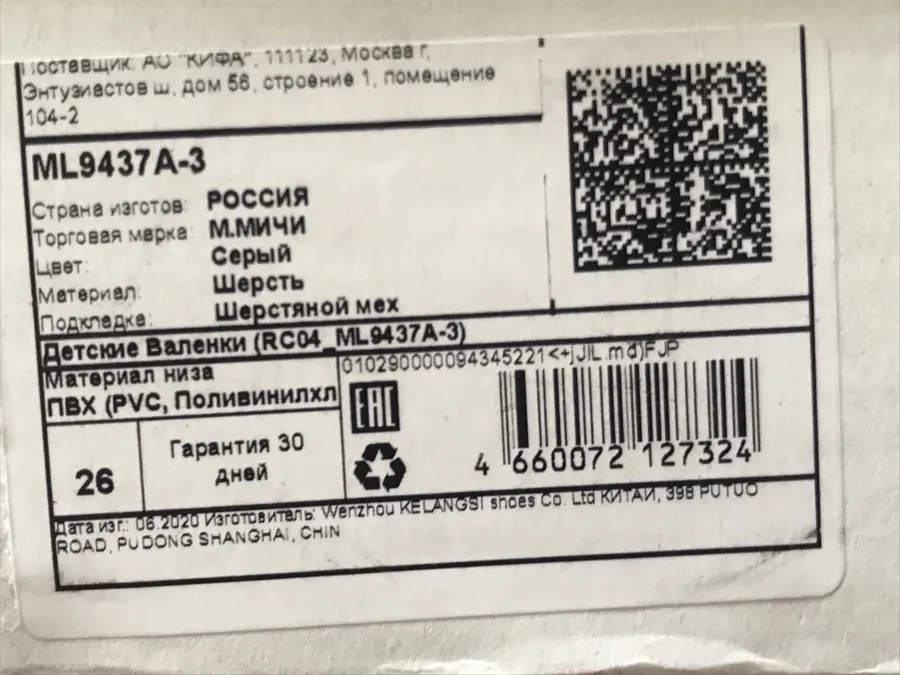 Поставщик: АО "КИФА", 111123, Москва г,
Энтузиастов ш, дом 56, строение 1, помещение
104-2
ML9437A-3
Страна изготов: РОССИЯ
Торговая марка: М.МИЧИ
Цвет: Серый
Материал: Шерсть
Подкладка: Шерстяной мех
Детские Валенки (RC04_ML9437A-3)
Материал низа
ПВХ (PVC, Поливинилхл
0102900000094345221<+jJIL.md)FJP
EAC
26
Гарантия 30
дней
4 660072 127324
Дата изг.: 06.2020 Изготовитель: Wenzhou KELANGSI shoes Co. Ltd КИТАЙ, 398 PUTUO
ROAD, PUDONG SHANGHAI, CHIN